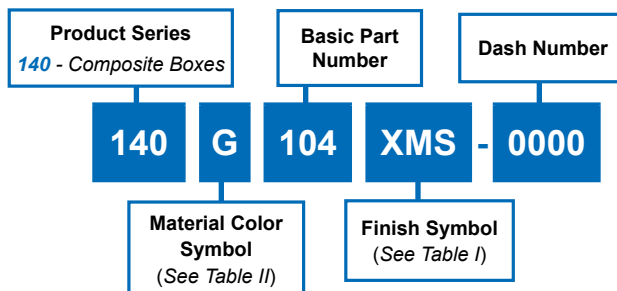 Product Series
140 - Composite Boxes
Basic Part
Number
Dash Number
140 G 104 XMS - 0000
Material Color
Symbol
(See Table II)
Finish Symbol
(See Table I)